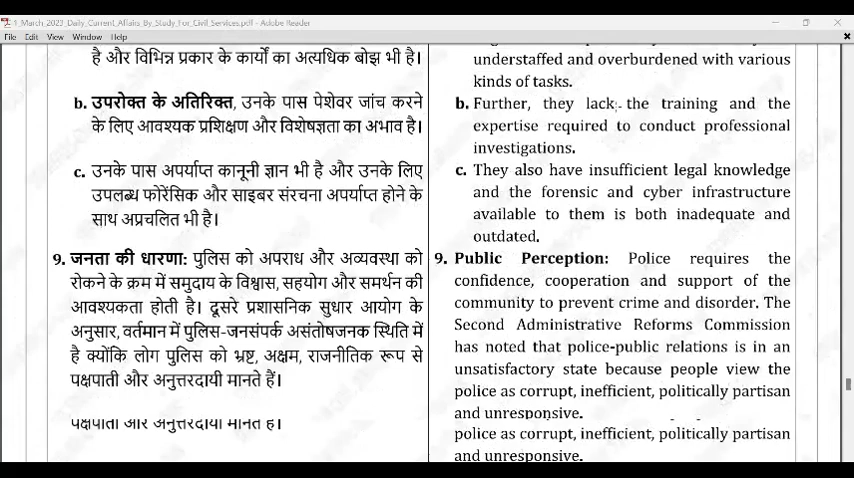 1_March_2023_Daily_Current_Affairs_By_Study_For_Civil_Services.pdf - Adobe Reader
File Edit View Window Help
है और विभिन्न प्रकार के कार्यों का अत्यधिक बोझ भी है।
b. उपरोक्त के अतिरिक्त, उनके पास पेशेवर जांच करने
के लिए आवश्यक प्रशिक्षण और विशेषज्ञता का अभाव है।
c. उनके पास अपर्याप्त कानूनी ज्ञान भी है और उनके लिए
उपलब्ध फोरेंसिक और साइबर संरचना अपर्याप्त होने के
साथ अप्रचलित भी है।
9. जनता की धारणा: पुलिस को अपराध और अव्यवस्था को
रोकने के क्रम में समुदाय के विश्वास, सहयोग और समर्थन की
आवश्यकता होती है। दूसरे प्रशासनिक सुधार आयोग के
अनुसार, वर्तमान में पुलिस-जनसंपर्क असंतोषजनक स्थिति में
है क्योंकि लोग पुलिस को भ्रष्ट, अक्षम, राजनीतिक रूप से
पक्षपाती और अनुत्तरदायी मानते हैं।
पक्षपाती और अनुत्तरदायी मानते हैं।
understaffed and overburdened with various
kinds of tasks.
b. Further, they lack the training and the
expertise required to conduct professional
investigations.
c. They also have insufficient legal knowledge
and the forensic and cyber infrastructure
available to them is both inadequate and
outdated.
9. Public Perception: Police requires the
confidence, cooperation and support of the
community to prevent crime and disorder. The
Second Administrative Reforms Commission
has noted that police-public relations is in an
unsatisfactory state because people view the
police as corrupt, inefficient, politically partisan
and unresponsive.
police as corrupt, inefficient, politically partisan
and unresponsive.